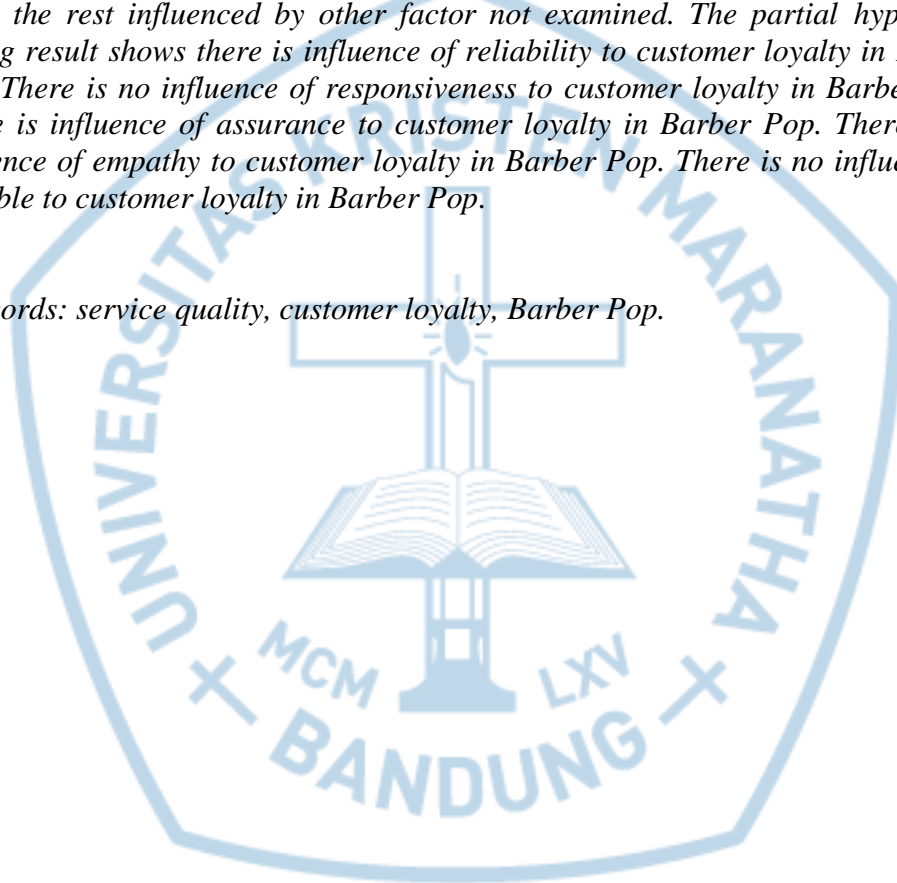 the rest influenced by other factor not examined. The partial hyp
g result shows there is influence of reliability to customer loyalty in
There is no influence of responsiveness to customer loyalty in Barbe
e is influence of assurance to customer loyalty in Barber Pop. There
ence of empathy to customer loyalty in Barber Pop. There is no influe
ble to customer loyalty in Barber Pop.
ords: service quality, customer loyalty, Barber Pop.
UNIVERSITAS KRISTEN MARANATHA
MCM LXV
BANDUNG